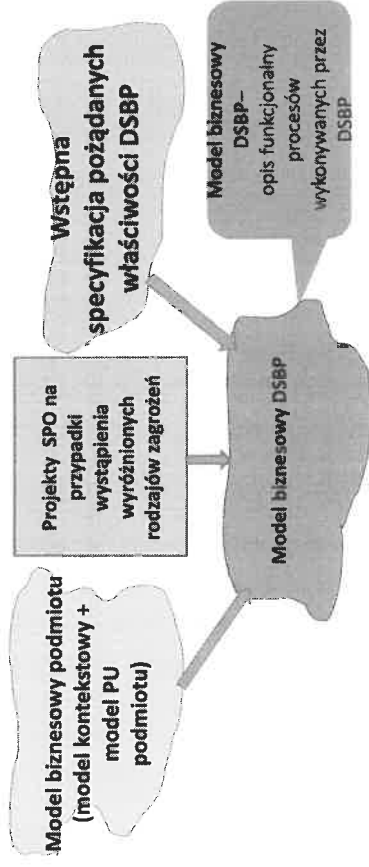 Model biznesowy podmiotu
(model kontekstowy +
model PU
podmiotu)
Projekty SPO na
przypadki
wystąpienia
wyróżnionych
rodzajów zagrożeń
Wstępna
specyfikacja pożądanych
właściwości DSBP
Model biznesowy DSBP
Model biznesowy
DSBP–
opis funkcjonalny
procesów
wykonywanych przez
DSBP